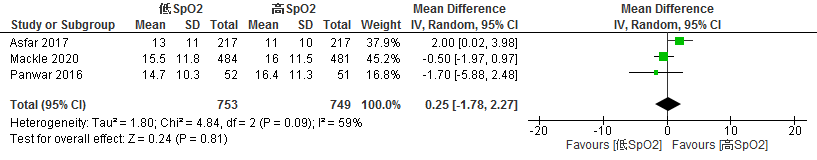 低SpO2 高SpO2 Mean Difference Mean Difference
Study or Subgroup Mean SD Total Mean SD Total Weight IV, Random, 95% CI IV, Random, 95% CI
Asfar 2017 13 11 217 11 10 217 37.9% 2.00 [0.02, 3.98]
Mackle 2020 15.5 11.8 484 16 11.5 481 45.2% -0.50 [-1.97, 0.97]
Panwar 2016 14.7 10.3 52 16.4 11.3 51 16.8% -1.70 [-5.88, 2.48]
Total (95% CI) 753 749 100.0% 0.25 [-1.78, 2.27]
Heterogeneity: Tau² = 1.80; Chi² = 4.84, df = 2 (P = 0.09); I² = 59%
Test for overall effect: Z = 0.24 (P = 0.81)
-20 -10 0 10 20
Favours [低SpO2] Favours [高SpO2]